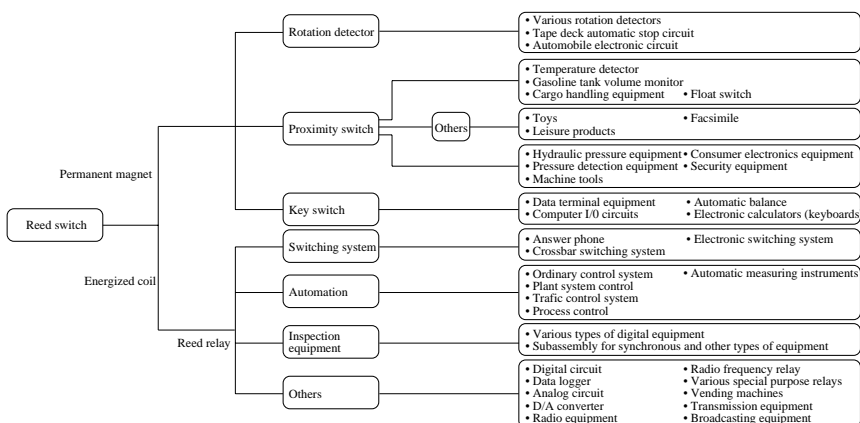 Rotation detector
• Various rotation detectors
• Tape deck automatic stop circuit
• Automobile electronic circuit
• Temperature detector
• Gasoline tank volume monitor
• Cargo handling equipment • Float switch
Proximity switch
Others
• Toys • Facsimile
• Leisure products
• Hydraulic pressure equipment • Consumer electronics equipment
• Pressure detection equipment • Security equipment
• Machine tools
Permanent magnet
Key switch
• Data terminal equipment • Automatic balance
• Computer I/0 circuits • Electronic calculators (keyboards
Reed switch
Switching system
• Answer phone • Electronic switching system
• Crossbar switching system
Energized coil
Automation
• Ordinary control system • Automatic measuring instruments
• Plant system control
• Trafic control system
• Process control
Reed relay
Inspection
equipment
• Various types of digital equipment
• Subassembly for synchronous and other types of equipment
Others
• Digital circuit • Radio frequency relay
• Data logger • Various special purpose relays
• Analog circuit • Vending machines
• D/A converter • Transmission equipment
• Radio equipment • Broadcasting equipment